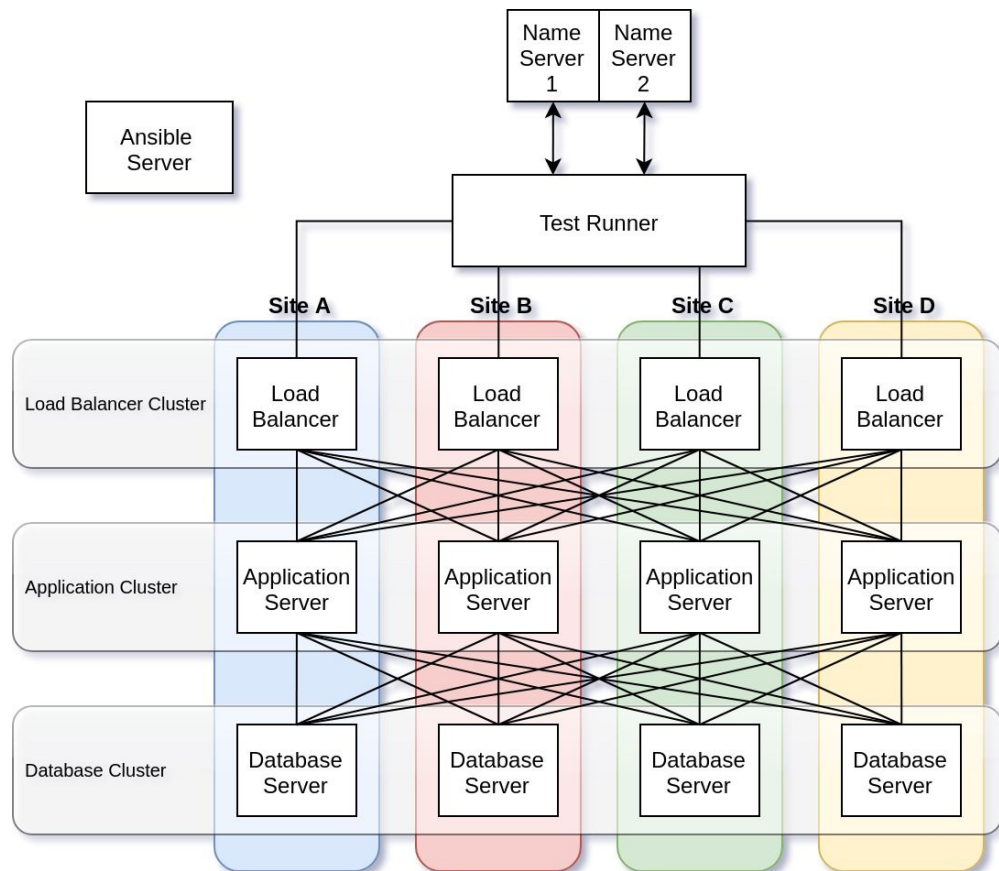 Name
Server
1
Name
Server
2
Ansible
Server
Test Runner
Site A
Site B
Site C
Site D
Load Balancer Cluster
Load
Balancer
Load
Balancer
Load
Balancer
Load
Balancer
Application Cluster
Application
Server
Application
Server
Application
Server
Application
Server
Database Cluster
Database
Server
Database
Server
Database
Server
Database
Server